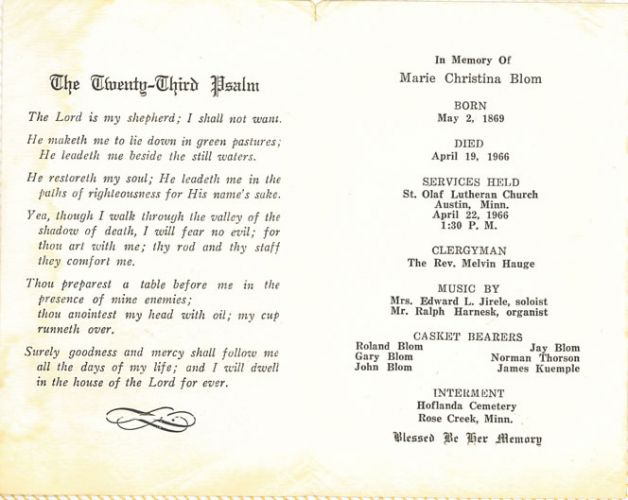 The Twenty-Third Psalm
The Lord is my shepherd; I shall not want.
He maketh me to lie down in green pastures;
He leadeth me beside the still waters.
He restoreth my soul; He leadeth me in the
paths of righteousness for His name's sake.
Yea, though I walk through the valley of the
shadow of death, I will fear no evil; for
thou art with me; thy rod and thy staff
they comfort me.
Thou preparest a table before me in the
presence of mine enemies;
thou anointest my head with oil; my cup
runneth over.
Surely goodness and mercy shall follow me
all the days of my life; and I will dwell
in the house of the Lord for ever.
In Memory Of
Marie Christina Blom
BORN
May 2, 1869
DIED
April 19, 1966
SERVICES HELD
St. Olaf Lutheran Church
Austin, Minn.
April 22, 1966
1:30 P. M.
CLERGYMAN
The Rev. Melvin Hauge
MUSIC BY
Mrs. Edward L. Jirele, soloist
Mr. Ralph Harnesk, organist
CASKET BEARERS
Roland Blom Jay Blom
Gary Blom Norman Thorson
John Blom James Kuemple
INTERMENT
Hoflanda Cemetery
Rose Creek, Minn.
Blessed Be Her Memory